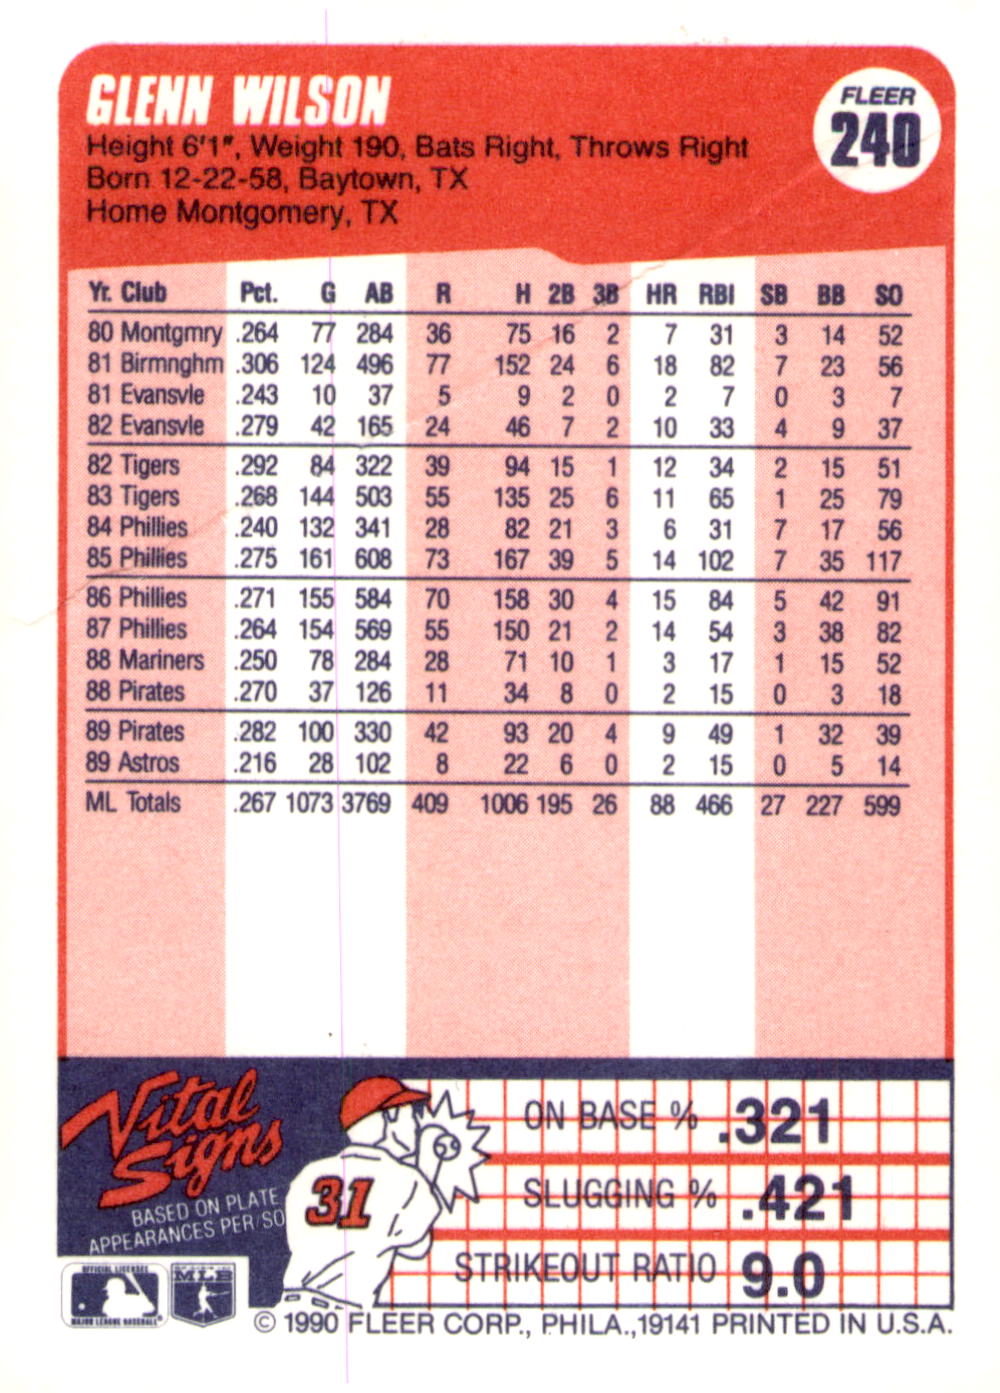 GLENN WILSON
FLEER
240
Height 6'1", Weight 190, Bats Right, Throws Right
Born 12-22-58, Baytown, TX
Home Montgomery, TX
Yr. Club Pct. G AB R H 2B 3B HR RBI SB BB SO
80 Montgmry .264 77 284 36 75 16 2 7 31 3 14 52
81 Birmnghm .306 124 496 77 152 24 6 18 82 7 23 56
81 Evansvle .243 10 37 5 9 2 0 2 7 0 3 7
82 Evansvle .279 42 165 24 46 7 2 10 33 4 9 37
82 Tigers .292 84 322 39 94 15 1 12 34 2 15 51
83 Tigers .268 144 503 55 135 25 6 11 65 1 25 79
84 Phillies .240 132 341 28 82 21 3 6 31 7 17 56
85 Phillies .275 161 608 73 167 39 5 14 102 7 35 117
86 Phillies .271 155 584 70 158 30 4 15 84 5 42 91
87 Phillies .264 154 569 55 150 21 2 14 54 3 38 82
88 Mariners .250 78 284 28 71 10 1 3 17 1 15 52
88 Pirates .270 37 126 11 34 8 0 2 15 0 3 18
89 Pirates .282 100 330 42 93 20 4 9 49 1 32 39
89 Astros .216 28 102 8 22 6 0 2 15 0 5 14
ML Totals .267 1073 3769 409 1006 195 26 88 466 27 227 599
Vital
Signs
BASED ON PLATE
APPEARANCES PER/SO
31
ON BASE % .321
SLUGGING % .421
STRIKEOUT RATIO 9.0
OFFICIAL LICENSEE
MAJOR LEAGUE BASEBALL
MLB
© 1990 FLEER CORP., PHILA., 19141 PRINTED IN U.S.A.